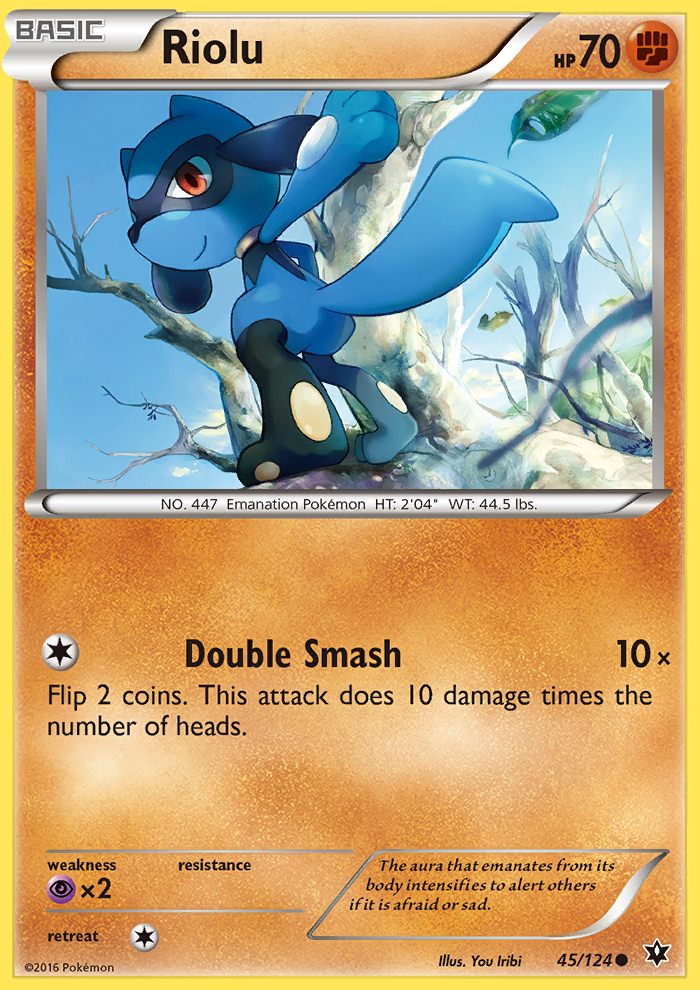 BASIC
Riolu
HP 70
NO. 447 Emanation Pokémon HT: 2'04" WT: 44.5 lbs.
Double Smash 10×
Flip 2 coins. This attack does 10 damage times the
number of heads.
weakness resistance
×2
retreat
The aura that emanates from its
body intensifies to alert others
if it is afraid or sad.
©2016 Pokémon
Illus. You Iribi 45/124